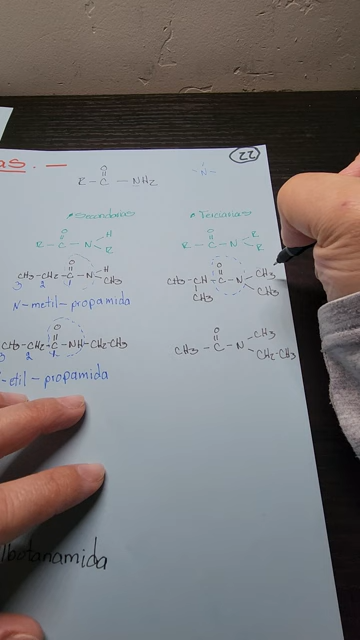 as. —
22
R - C - NH2
O
- N -
• Secundarias
• Terciarias
O H
R - C - N - R
O R
R - C - N - R
O H
CH3 - CH2 - C - N - CH3
3 2 1
O CH3
CH3 - CH - C - N - CH3
CH3
N-metil-propamida
O
CH3 - CH2 - C - NH - CH2 - CH3
3 2 1
O CH3
CH3 - C - N - CH2 - CH3
-etil-propamida
lbotanamida